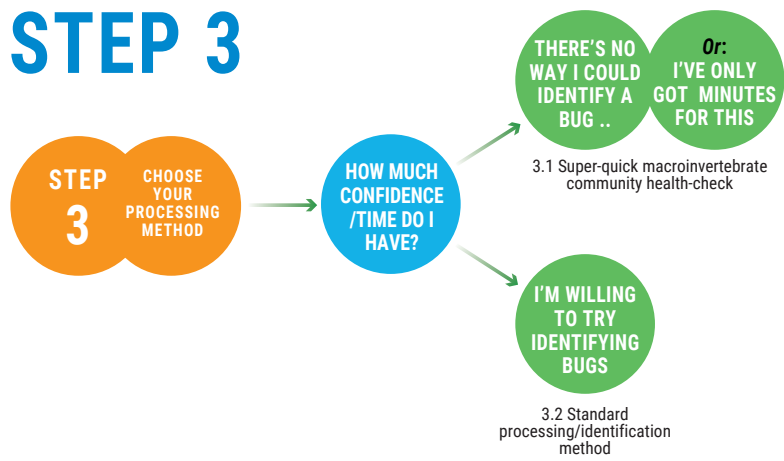 STEP 3
STEP
3
CHOOSE
YOUR
PROCESSING
METHOD
HOW MUCH
CONFIDENCE
/TIME DO I
HAVE?
THERE'S NO
WAY I COULD
IDENTIFY A
BUG ..
Or:
I'VE ONLY
GOT MINUTES
FOR THIS
3.1 Super-quick macroinvertebrate
community health-check
I'M WILLING
TO TRY
IDENTIFYING
BUGS
3.2 Standard
processing/identification
method